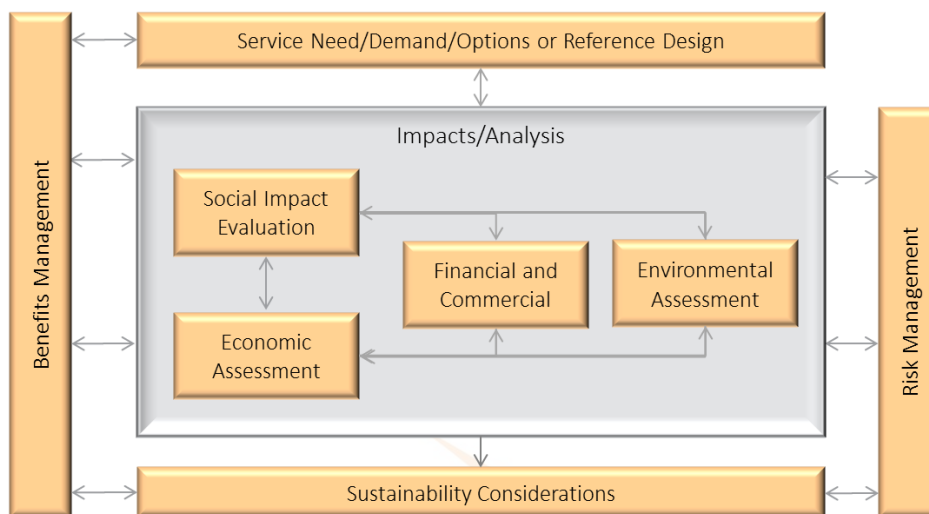 Service Need/Demand/Options or Reference Design
Benefits Management
Impacts/Analysis
Social Impact
Evaluation
Financial and
Commercial
Environmental
Assessment
Economic
Assessment
Risk Management
Sustainability Considerations